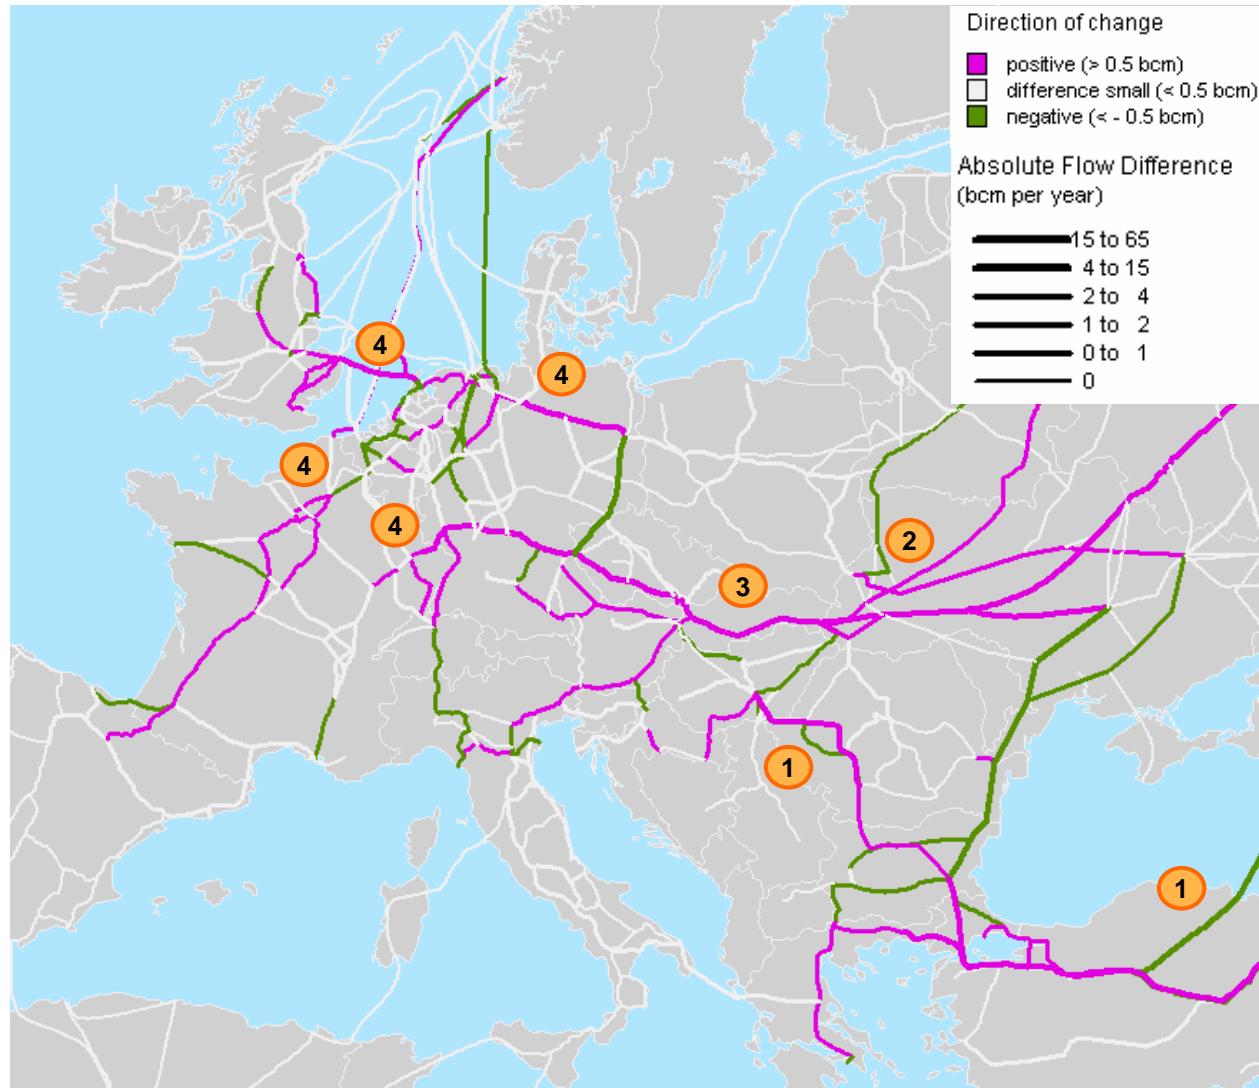 Direction of change
positive (> 0.5 bcm)
difference small (< 0.5 bcm)
negative (< - 0.5 bcm)
Absolute Flow Difference
(bcm per year)
15 to 65
4 to 15
2 to 4
1 to 2
0 to 1
0
4
4
4
4
2
3
1
1